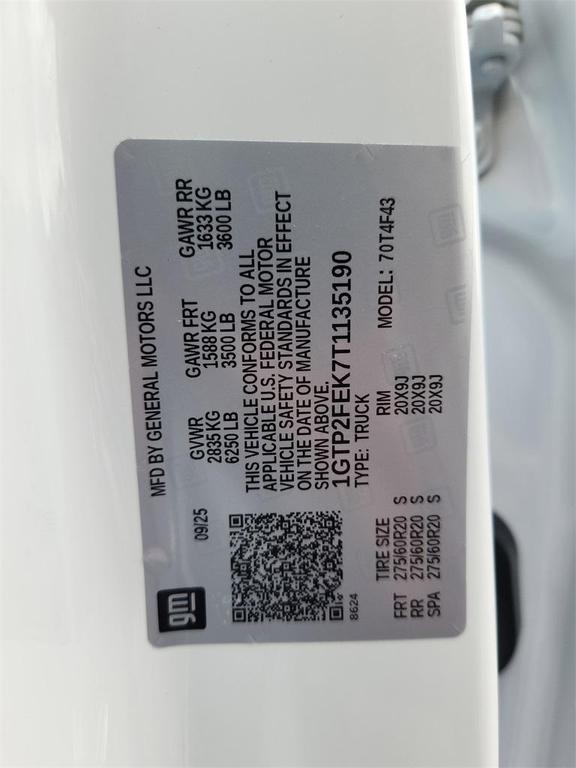 gm
MFD BY GENERAL MOTORS LLC
09/25
GVWR GAWR FRT GAWR RR
2835 KG 1588 KG 1633 KG
6250 LB 3500 LB 3600 LB
THIS VEHICLE CONFORMS TO ALL
APPLICABLE U.S. FEDERAL MOTOR
VEHICLE SAFETY STANDARDS IN EFFECT
ON THE DATE OF MANUFACTURE
SHOWN ABOVE.
1GTP2FEK7T1135190
TYPE: TRUCK
8624
MODEL: 70T4F43
TIRE SIZE RIM
FRT 275/60R20 S 20X9J
RR 275/60R20 S 20X9J
SPA 275/60R20 S 20X9J